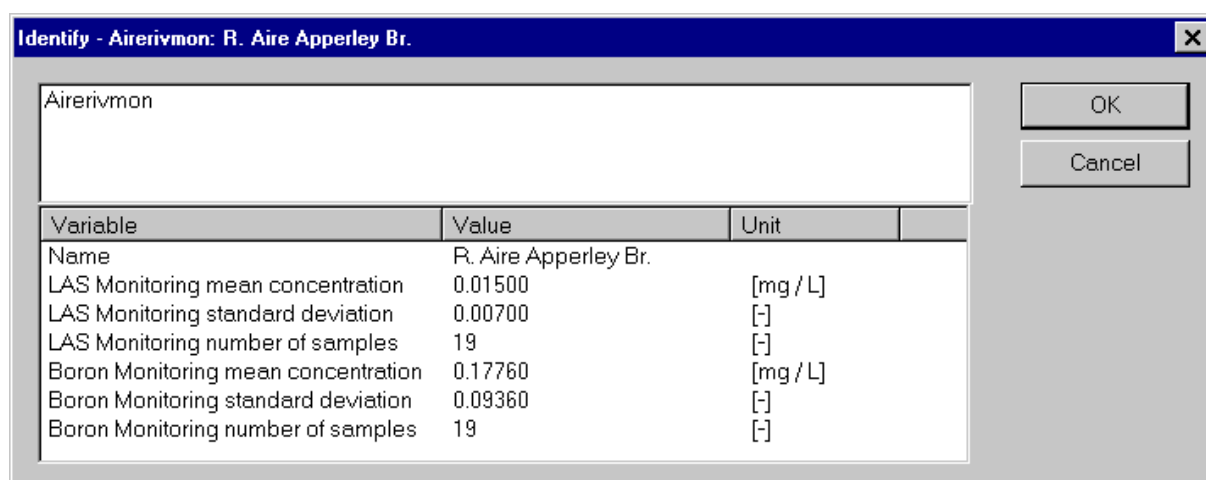 Identify - Airerivmon: R. Aire Apperley Br.
Airerivmon
OK
Cancel
Variable Value Unit
Name R. Aire Apperley Br.
LAS Monitoring mean concentration 0.01500 [mg / L]
LAS Monitoring standard deviation 0.00700 [-]
LAS Monitoring number of samples 19 [-]
Boron Monitoring mean concentration 0.17760 [mg / L]
Boron Monitoring standard deviation 0.09360 [-]
Boron Monitoring number of samples 19 [-]